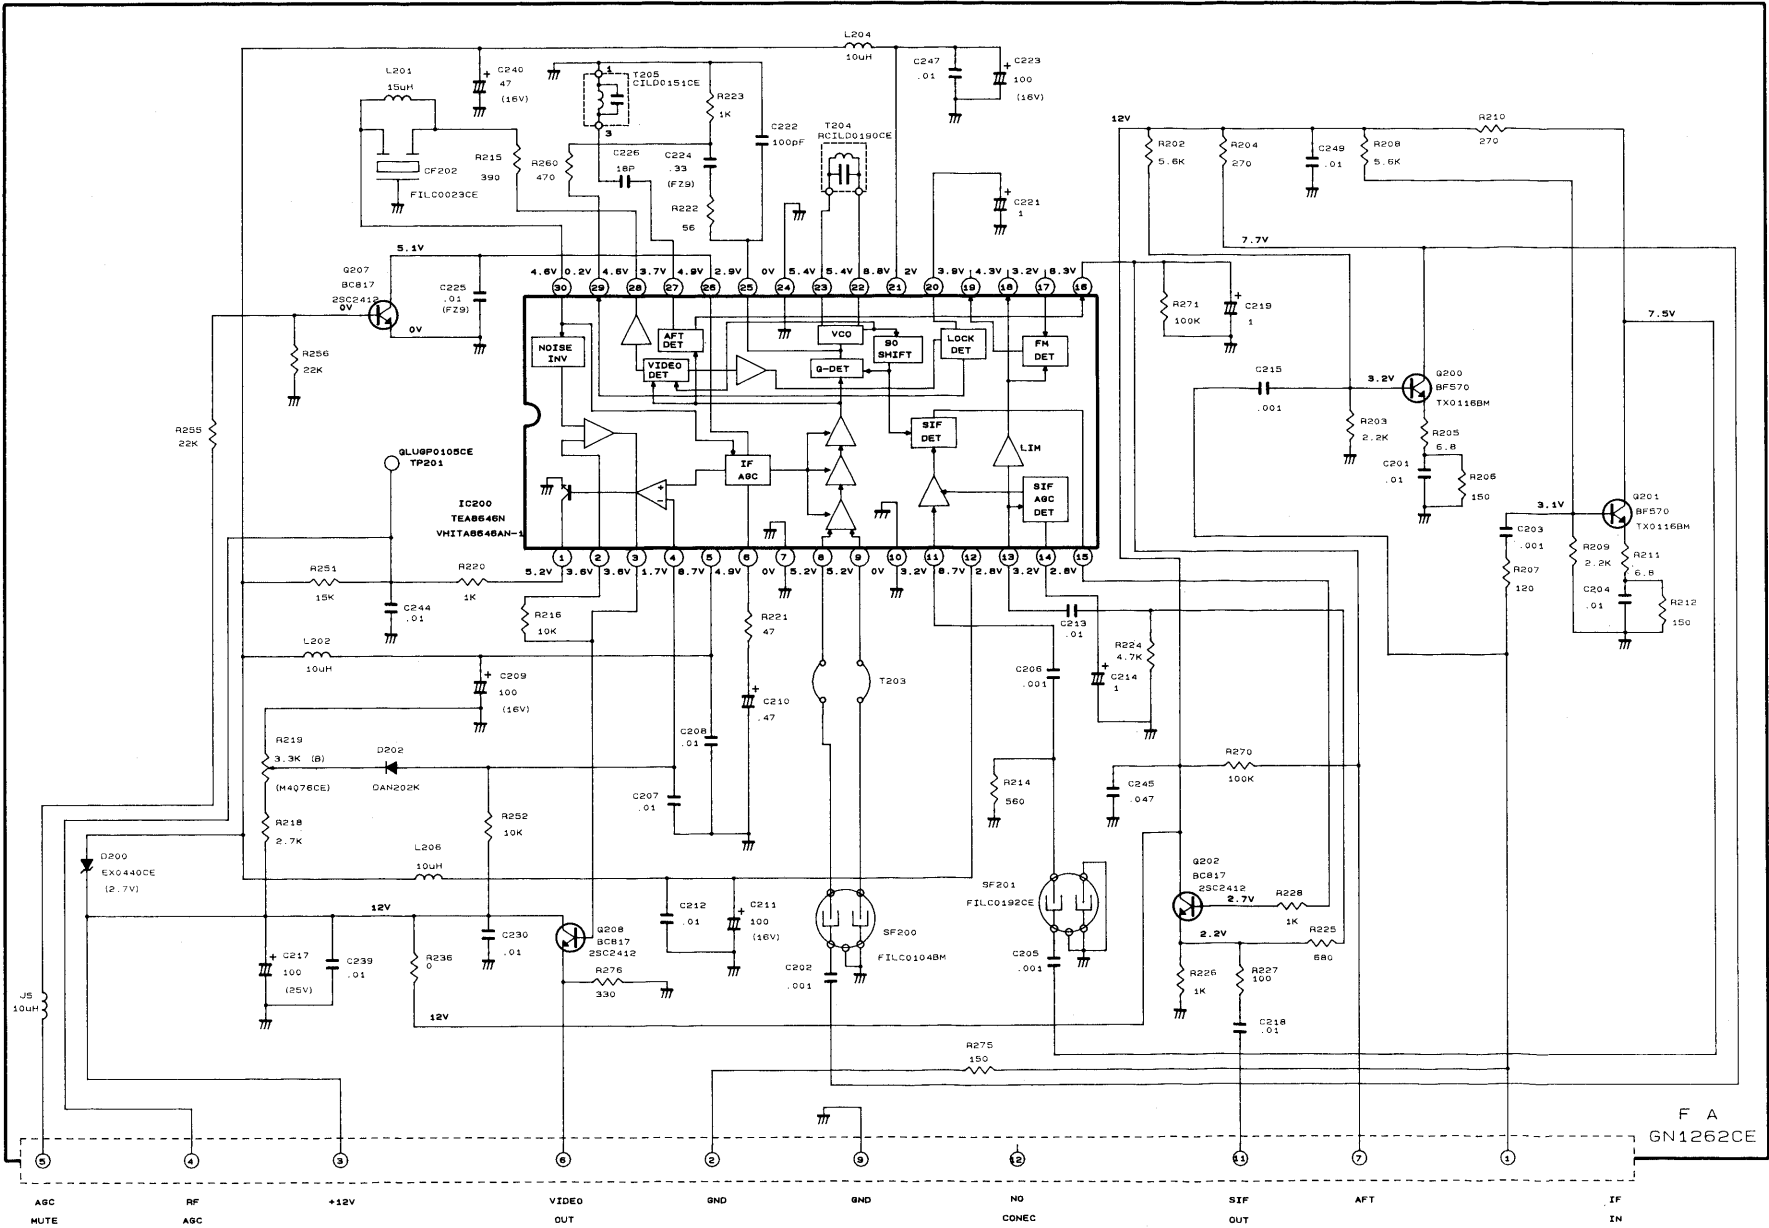 L204
10uH
C247
.01
C223
100
(16V)
C240
47
(16V)
L201
15uH
T205
CILD0151CE
1
3
R223
1K
C222
100pF
T204
RCILD0190CE
12V
R210
270
R202
5.6K
R204
270
C249
.01
R208
5.6K
CF202
FILC0023CE
R215
390
R260
470
C226
18P
C224
.33
(FZ9)
R222
56
C221
1
5.1V
7.7V
Q207
BC817
2SC2412
0V
0V
C225
.01
(FZ9)
4.6V 0.2V 4.6V 3.7V 4.9V 2.9V 0V 5.4V 5.4V 8.8V 2V 3.9V 4.3V 3.2V 6.3V
30 29 28 27 26 25 24 23 22 21 20 19 18 17 16
R271
100K
C219
1
7.5V
R256
22K
NOISE
INV
AFT
DET
VIDEO
DET
VCO
90
SHIFT
LOCK
DET
FM
DET
Q-DET
C215
.001
3.2V
Q200
BF570
TX0116BM
R255
22K
SIF
DET
LIM
R203
2.2K
R205
6.8
QLUGP0105CE
TP201
IF
AGC
SIF
AGC
DET
C201
.01
R206
150
IC200
TEA8646N
VHITA8646AN-1
3.1V
Q201
BF570
TX0116BM
C203
.001
R207
120
R209
2.2K
R211
6.8
C204
.01
R212
150
1 2 3 4 5 6 7 8 9 10 11 12 13 14 15
5.2V 3.6V 3.6V 1.7V 8.7V 4.9V 0V 5.2V 5.2V 0V 3.2V 8.7V 2.8V 3.2V 2.8V
R251
15K
R220
1K
C244
.01
R216
10K
R221
47
C213
.01
R224
4.7K
L202
10uH
C209
100
(16V)
C210
.47
T203
C206
.001
C214
1
R219
3.3K (B)
(M4076CE)
D202
DAN202K
C208
.01
C207
.01
R214
560
C245
.047
R270
100K
R218
2.7K
R252
10K
D200
EX0440CE
(2.7V)
L206
10uH
SF201
FILC0192CE
Q202
BC817
2SC2412
2.7V
R228
1K
12V
C212
.01
C211
100
(16V)
SF200
FILC0104BM
2.2V
R225
680
Q208
BC817
2SC2412
C230
.01
C217
100
(25V)
C239
.01
R236
0
R276
330
C202
.001
C205
.001
R226
1K
R227
100
J5
10uH
12V
C218
.01
R275
150
F A
GN1262CE
5 4 3 6 2 9 12 11 7 1
AGC
MUTE
RF
AGC
+12V
VIDEO
OUT
GND
GND
NO
CONEC
SIF
OUT
AFT
IF
IN